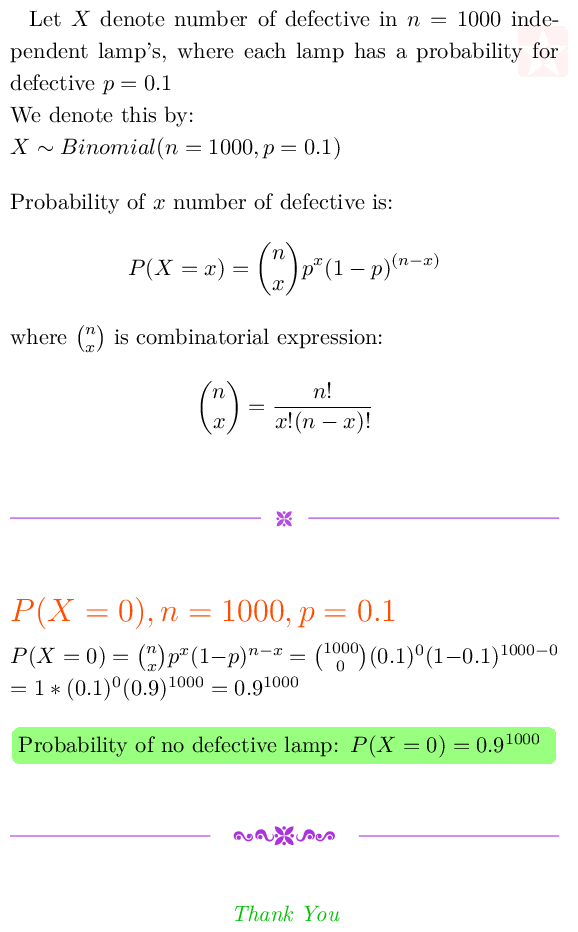 Let X denote number of defective in n = 1000 inde-
pendent lamp's, where each lamp has a probability for
defective p = 0.1
We denote this by:
X ∼ Binomial(n = 1000, p = 0.1)
Probability of x number of defective is:
P(X = x) = \binom{n}{x} p^x (1 − p)^{(n−x)}
where \binom{n}{x} is combinatorial expression:
\binom{n}{x} = \frac{n!}{x!(n − x)!}
P(X = 0), n = 1000, p = 0.1
P(X = 0) = \binom{n}{x} p^x (1−p)^{n−x} = \binom{1000}{0} (0.1)^0 (1−0.1)^{1000−0}
= 1 * (0.1)^0 (0.9)^{1000} = 0.9^{1000}
Probability of no defective lamp: P(X = 0) = 0.9^{1000}
Thank You